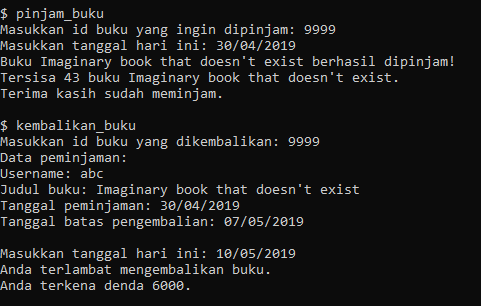 $ pinjam_buku
Masukkan id buku yang ingin dipinjam: 9999
Masukkan tanggal hari ini: 30/04/2019
Buku Imaginary book that doesn't exist berhasil dipinjam!
Tersisa 43 buku Imaginary book that doesn't exist.
Terima kasih sudah meminjam.
$ kembalikan_buku
Masukkan id buku yang dikembalikan: 9999
Data peminjaman:
Username: abc
Judul buku: Imaginary book that doesn't exist
Tanggal peminjaman: 30/04/2019
Tanggal batas pengembalian: 07/05/2019
Masukkan tanggal hari ini: 10/05/2019
Anda terlambat mengembalikan buku.
Anda terkena denda 6000.